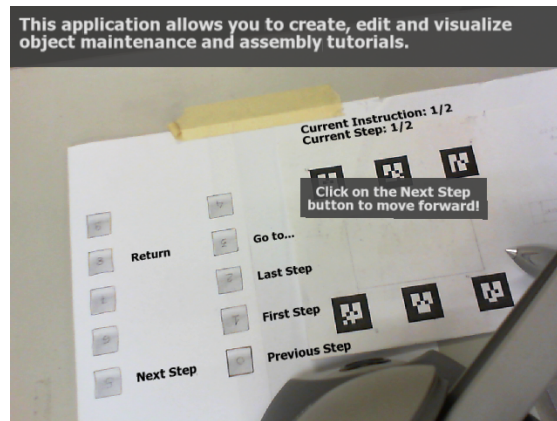 This application allows you to create, edit and visualize
object maintenance and assembly tutorials.
Current Instruction: 1/2
Current Step: 1/2
Click on the Next Step
button to move forward!
Return
Go to...
Last Step
First Step
Next Step
Previous Step